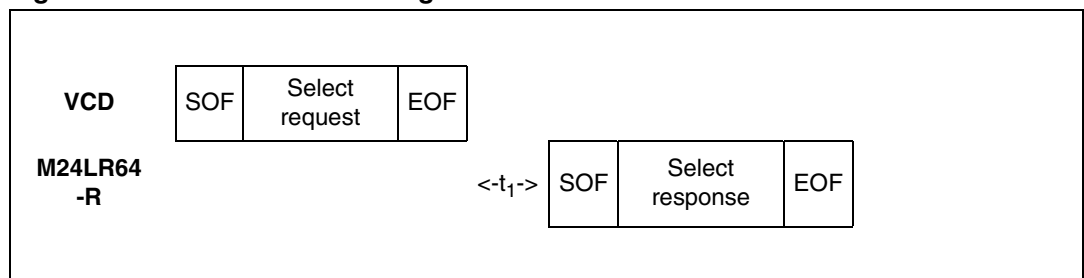 VCD
SOF
Select
request
EOF
M24LR64
-R
<-t1->
SOF
Select
response
EOF